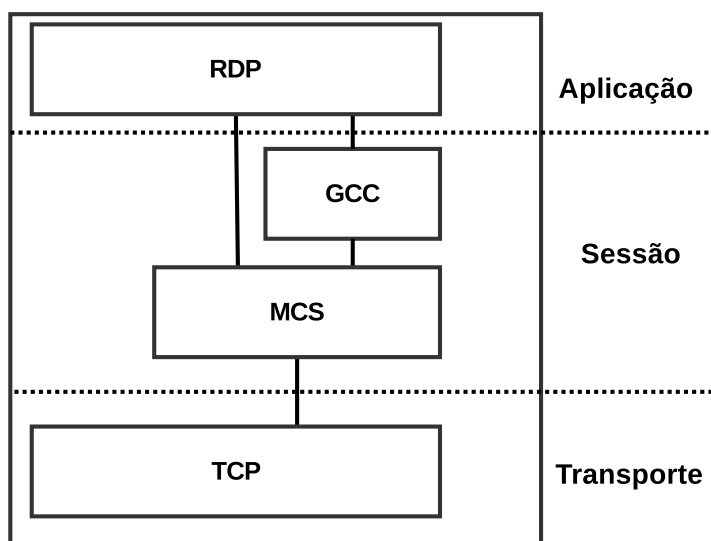 RDP
Aplicação
GCC
Sessão
MCS
TCP
Transporte